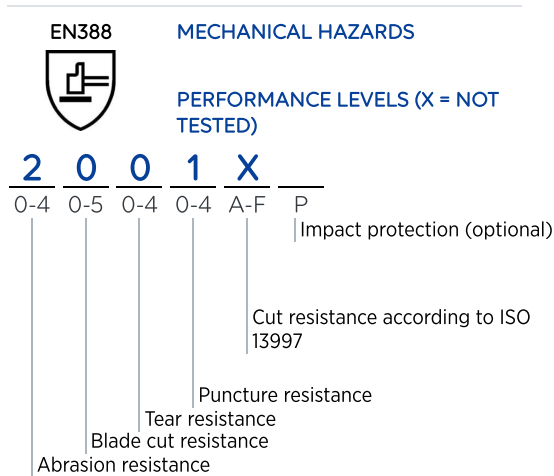 EN388
MECHANICAL HAZARDS
PERFORMANCE LEVELS (X = NOT
TESTED)
2 0 0 1 X
0-4 0-5 0-4 0-4 A-F P
Impact protection (optional)
Cut resistance according to ISO
13997
Puncture resistance
Tear resistance
Blade cut resistance
Abrasion resistance